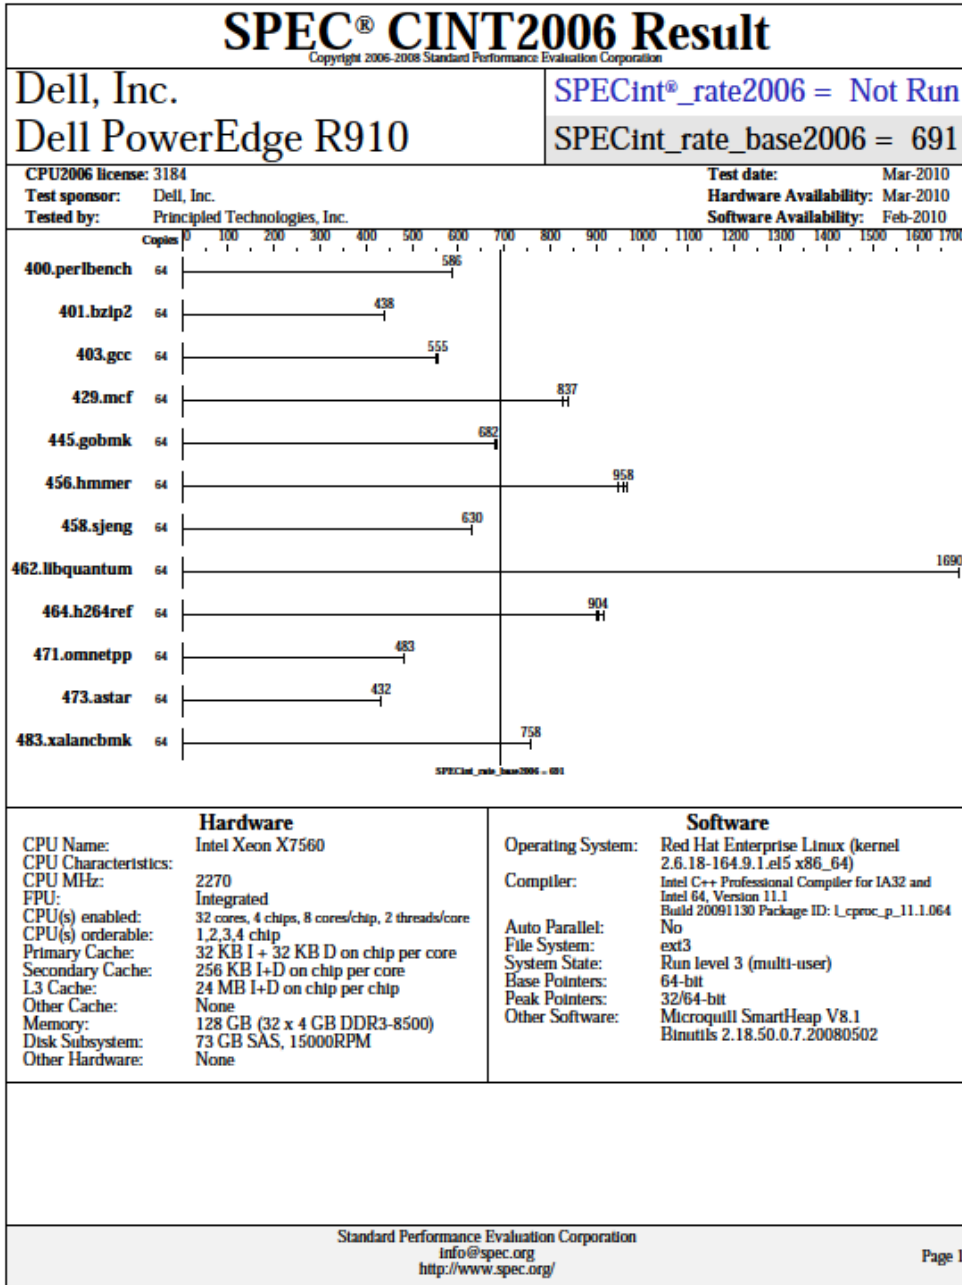 SPEC® CINT2006 Result
Copyright 2006-2008 Standard Performance Evaluation Corporation
Dell, Inc.
Dell PowerEdge R910
SPECint®_rate2006 = Not Run
SPECint_rate_base2006 = 691
CPU2006 license: 3184
Test sponsor: Dell, Inc.
Tested by: Principled Technologies, Inc.
Test date: Mar-2010
Hardware Availability: Mar-2010
Software Availability: Feb-2010
Copies 0 100 200 300 400 500 600 700 800 900 1000 1100 1200 1300 1400 1500 1600 1700
400.perlbench 64 586
401.bzip2 64 438
403.gcc 64 555
429.mcf 64 837
445.gobmk 64 682
456.hmmer 64 958
458.sjeng 64 630
462.libquantum 64 1690
464.h264ref 64 904
471.omnetpp 64 483
473.astar 64 432
483.xalancbmk 64 758
SPECint_rate_base2006 = 691
Hardware
CPU Name: Intel Xeon X7560
CPU Characteristics:
CPU MHz: 2270
FPU: Integrated
CPU(s) enabled: 32 cores, 4 chips, 8 cores/chip, 2 threads/core
CPU(s) orderable: 1,2,3,4 chip
Primary Cache: 32 KB I + 32 KB D on chip per core
Secondary Cache: 256 KB I+D on chip per core
L3 Cache: 24 MB I+D on chip per chip
Other Cache: None
Memory: 128 GB (32 x 4 GB DDR3-8500)
Disk Subsystem: 73 GB SAS, 15000RPM
Other Hardware: None
Software
Operating System: Red Hat Enterprise Linux (kernel
2.6.18-164.9.1.el5 x86_64)
Compiler: Intel C++ Professional Compiler for IA32 and
Intel 64, Version 11.1
Build 20091130 Package ID: l_cproc_p_11.1.064
Auto Parallel: No
File System: ext3
System State: Run level 3 (multi-user)
Base Pointers: 64-bit
Peak Pointers: 32/64-bit
Other Software: Microquill SmartHeap V8.1
Binutils 2.18.50.0.7.20080502
Standard Performance Evaluation Corporation
info@spec.org
http://www.spec.org/
Page 1